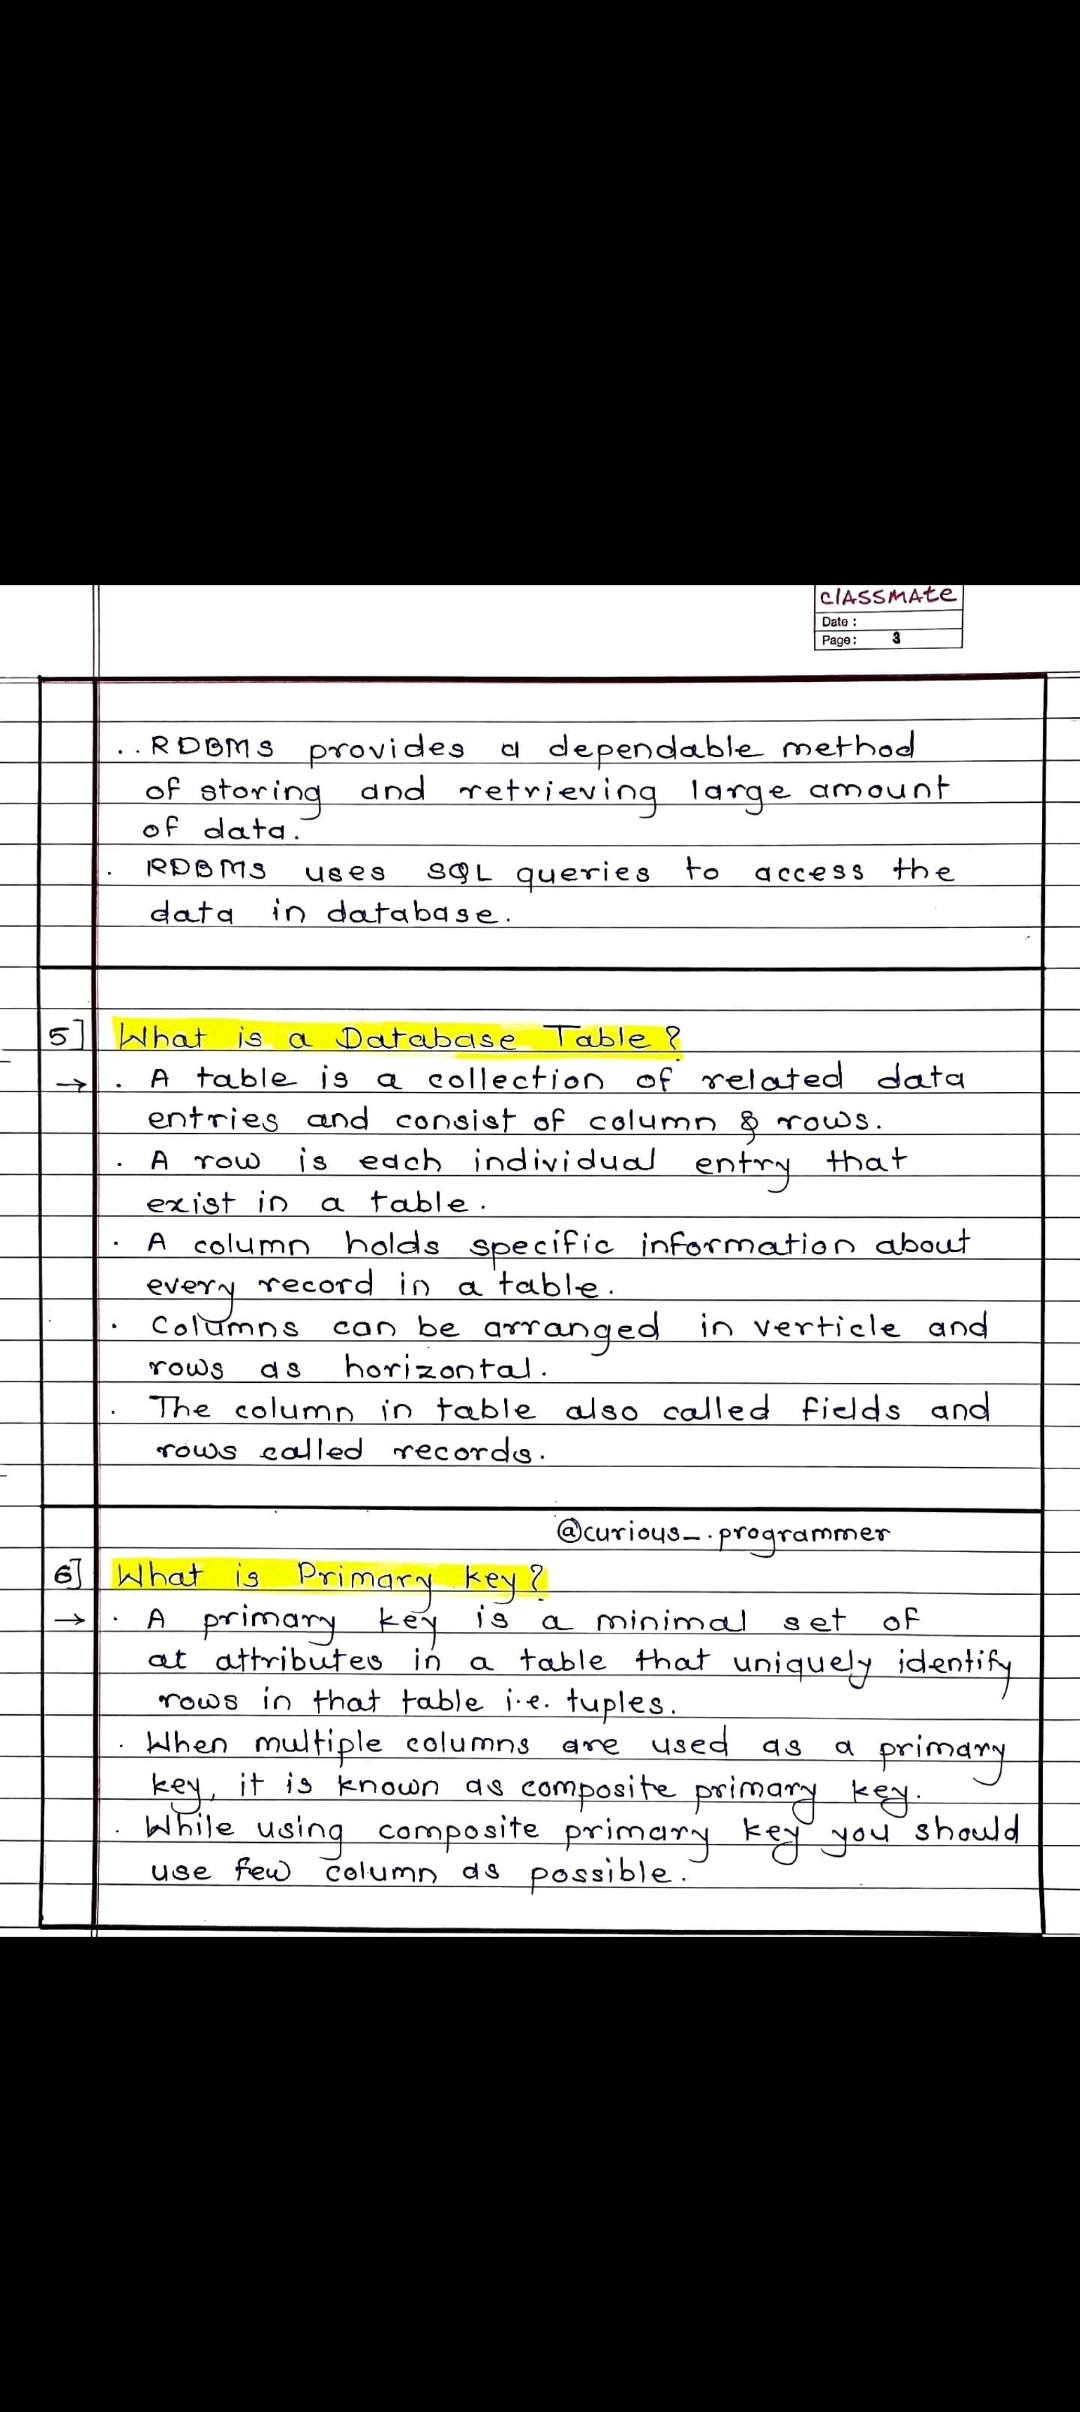 CLASSMATE
Date :
Page: 3
.. RDBMS provides a dependable method
of storing and retrieving large amount
of data.
. RDBMS uses SQL queries to access the
data in database.
5] What is a Database Table?
→ . A table is a collection of related data
entries and consist of column & rows.
. A row is each individual entry that
exist in a table.
. A column holds specific information about
every record in a table.
. Columns can be arranged in verticle and
rows as horizontal.
. The column in table also called fields and
rows called records.
@curious_.programmer
6] What is Primary key?
→ . A primary key is a minimal set of
at attributes in a table that uniquely identify
rows in that table i.e. tuples.
. When multiple columns are used as a primary
key, it is known as composite primary key.
. While using composite primary key you should
use few column as possible.